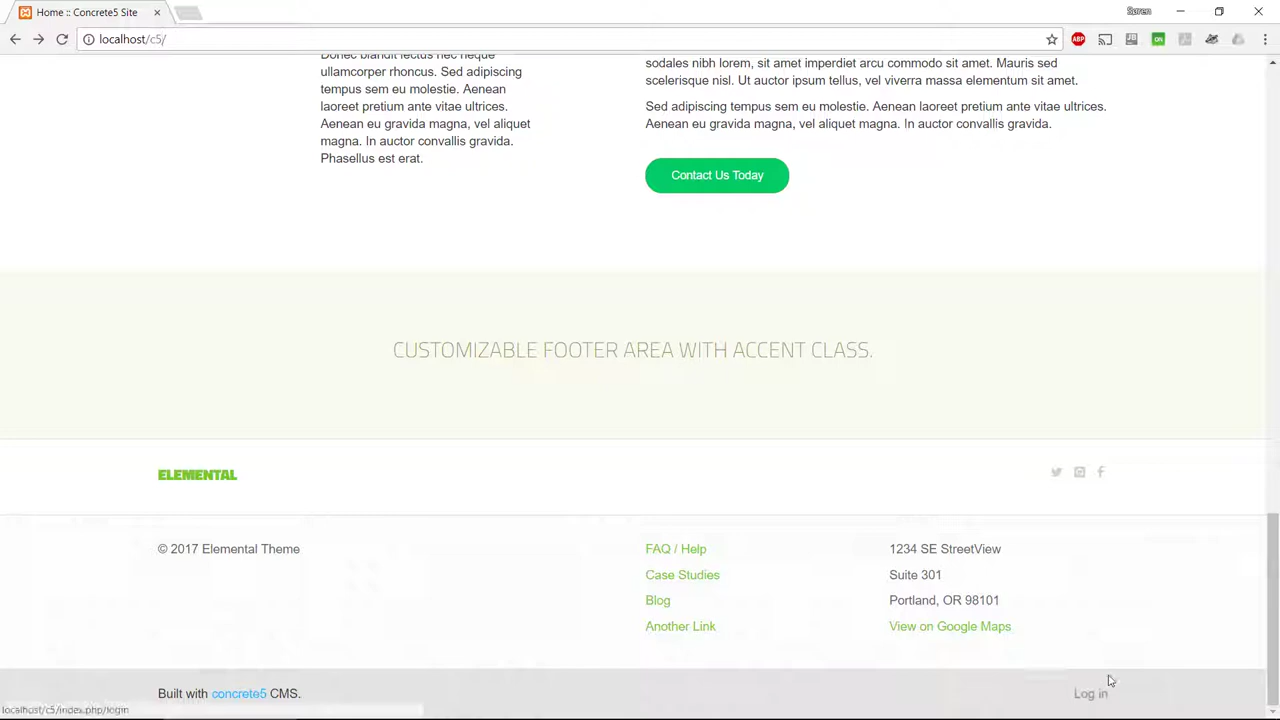 Home :: Concrete5 Site
Søren
localhost/c5/
ABP
ON
Donec blandit lectus nec neque
ullamcorper rhoncus. Sed adipiscing
tempus sem eu molestie. Aenean
laoreet pretium ante vitae ultrices.
Aenean eu gravida magna, vel aliquet
magna. In auctor convallis gravida.
Phasellus est erat.
sodales nibh lorem, sit amet imperdiet arcu commodo sit amet. Mauris sed
scelerisque nisl. Ut auctor ipsum tellus, vel viverra massa elementum sit amet.
Sed adipiscing tempus sem eu molestie. Aenean laoreet pretium ante vitae ultrices.
Aenean eu gravida magna, vel aliquet magna. In auctor convallis gravida.
Contact Us Today
CUSTOMIZABLE FOOTER AREA WITH ACCENT CLASS.
ELEMENTAL
© 2017 Elemental Theme
FAQ / Help
Case Studies
Blog
Another Link
1234 SE StreetView
Suite 301
Portland, OR 98101
View on Google Maps
Built with concrete5 CMS.
Log in
localhost/c5/index.php/login